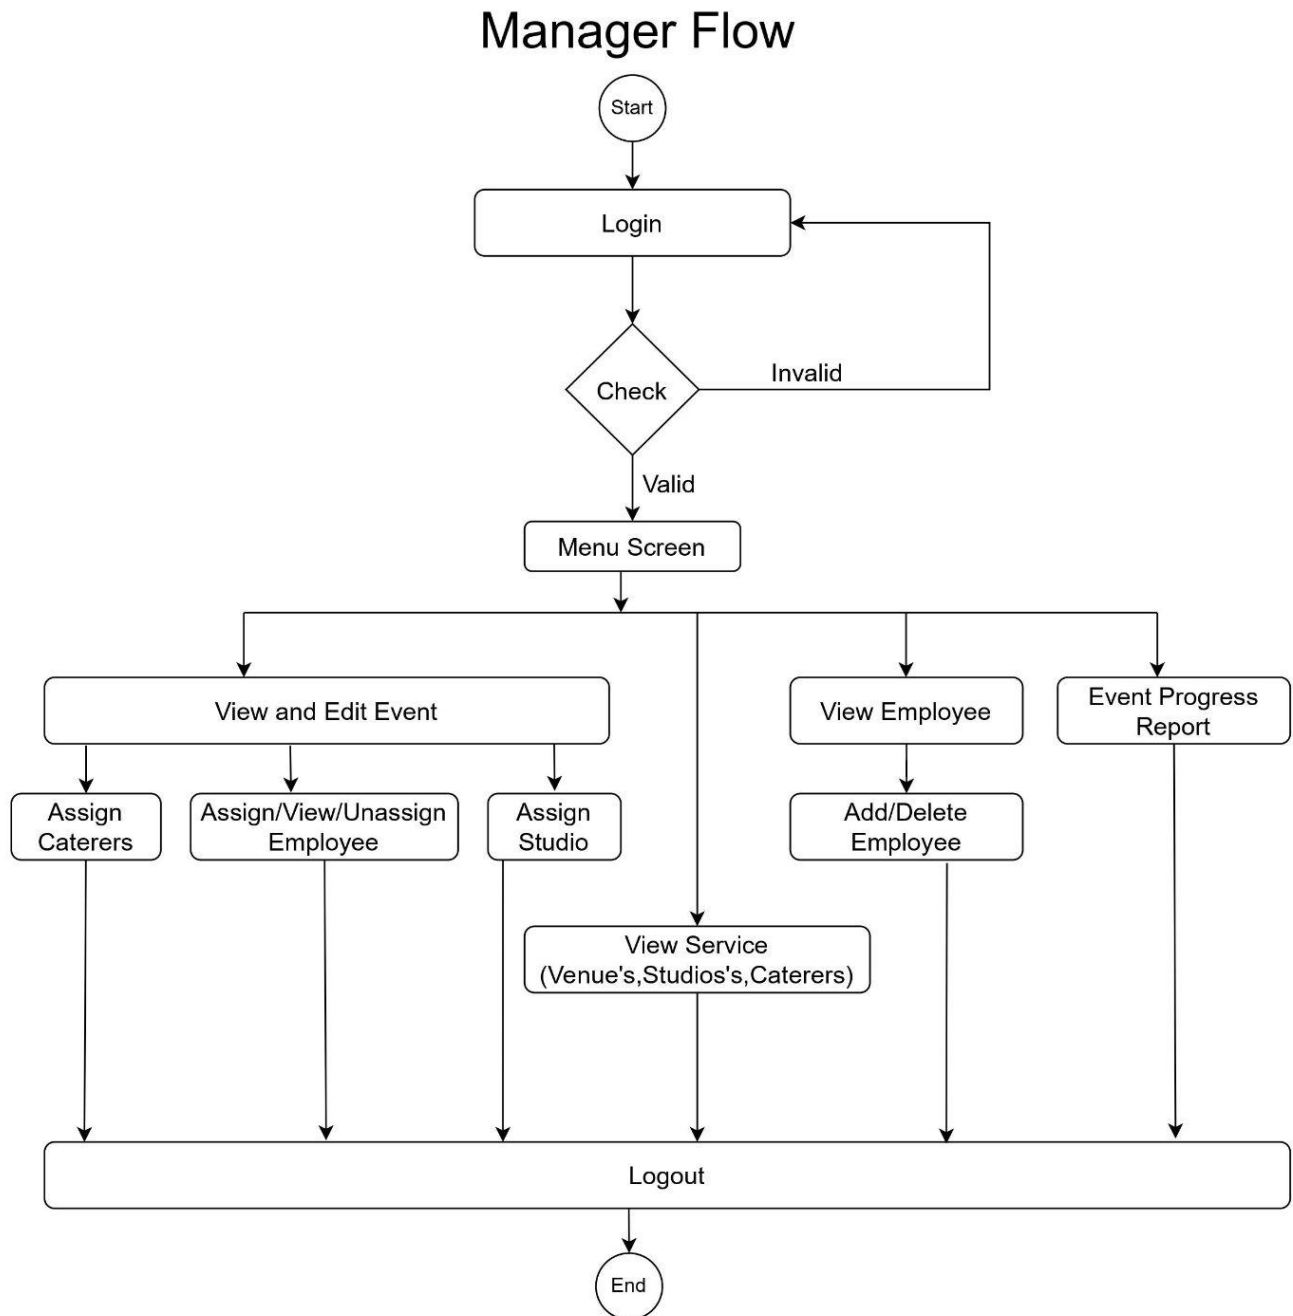 Manager Flow
Start
Login
Invalid
Check
Valid
Menu Screen
View and Edit Event
View Employee
Event Progress
Report
Assign
Caterers
Assign/View/Unassign
Employee
Assign
Studio
Add/Delete
Employee
View Service
(Venue's,Studios's,Caterers)
Logout
End